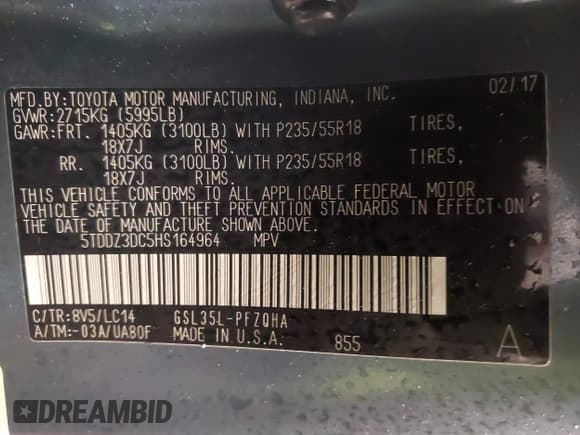 MFD.BY:TOYOTA MOTOR MANUFACTURING, INDIANA, INC. 02/17
GVWR:2715KG (5995LB)
GAWR:FRT. 1405KG (3100LB) WITH P235/55R18 TIRES,
18X7J RIMS.
RR. 1405KG (3100LB) WITH P235/55R18 TIRES,
18X7J RIMS.
THIS VEHICLE CONFORMS TO ALL APPLICABLE FEDERAL MOTOR
VEHICLE SAFETY AND THEFT PREVENTION STANDARDS IN EFFECT ON
THE DATE OF MANUFACTURE SHOWN ABOVE.
5TDDZ3DC5HS164964 MPV
C/TR:8V5/LC14 GSL35L-PFZQHA
A/TM:-03A/UA80F MADE IN U.S.A. 855 A
DREAMBID